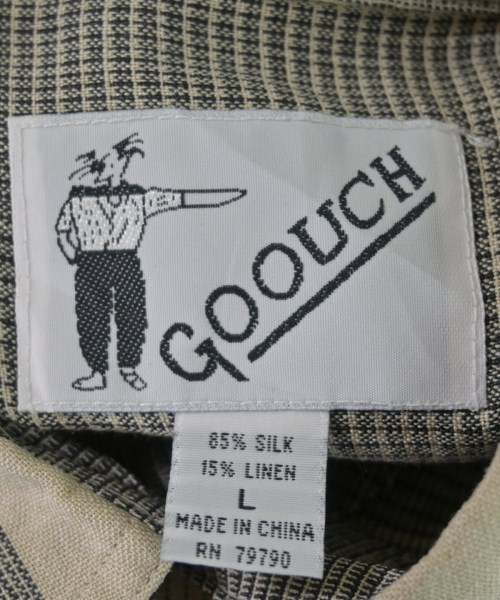 GOOUCH
85% SILK
15% LINEN
L
MADE IN CHINA
RN 79790